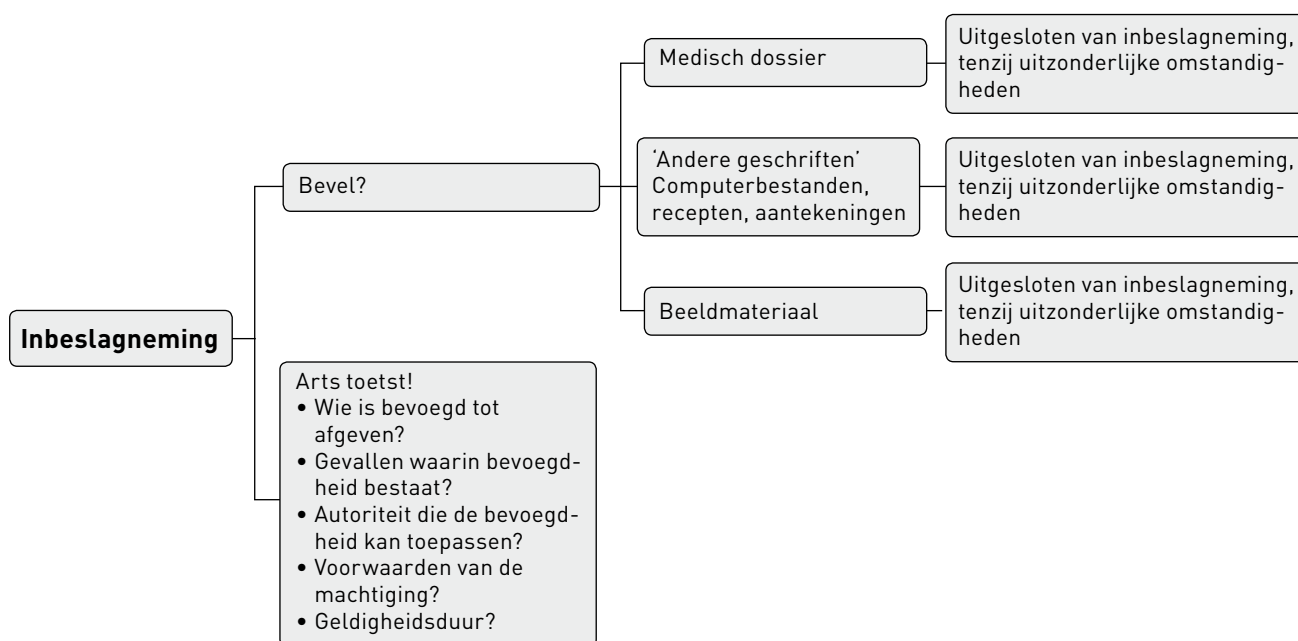 Inbeslagneming
Bevel?
Medisch dossier
Uitgesloten van inbeslagneming,
tenzij uitzonderlijke omstandig-
heden
‘Andere geschriften’
Computerbestanden,
recepten, aantekeningen
Uitgesloten van inbeslagneming,
tenzij uitzonderlijke omstandig-
heden
Beeldmateriaal
Uitgesloten van inbeslagneming,
tenzij uitzonderlijke omstandig-
heden
Arts toetst!
• Wie is bevoegd tot
afgeven?
• Gevallen waarin bevoegd-
heid bestaat?
• Autoriteit die de bevoegd-
heid kan toepassen?
• Voorwaarden van de
machtiging?
• Geldigheidsduur?